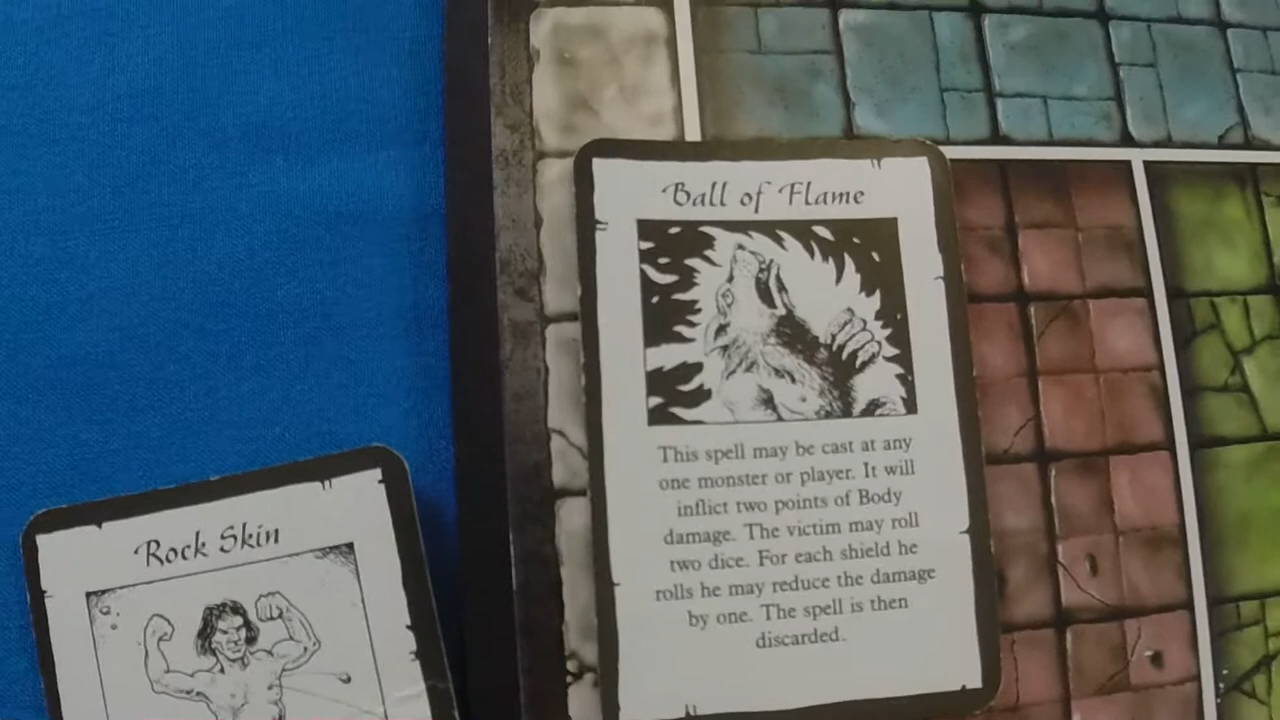 Ball of Flame
This spell may be cast at any
one monster or player. It will
inflict two points of Body
damage. The victim may roll
two dice. For each shield he
rolls he may reduce the damage
by one. The spell is then
discarded.
Rock Skin